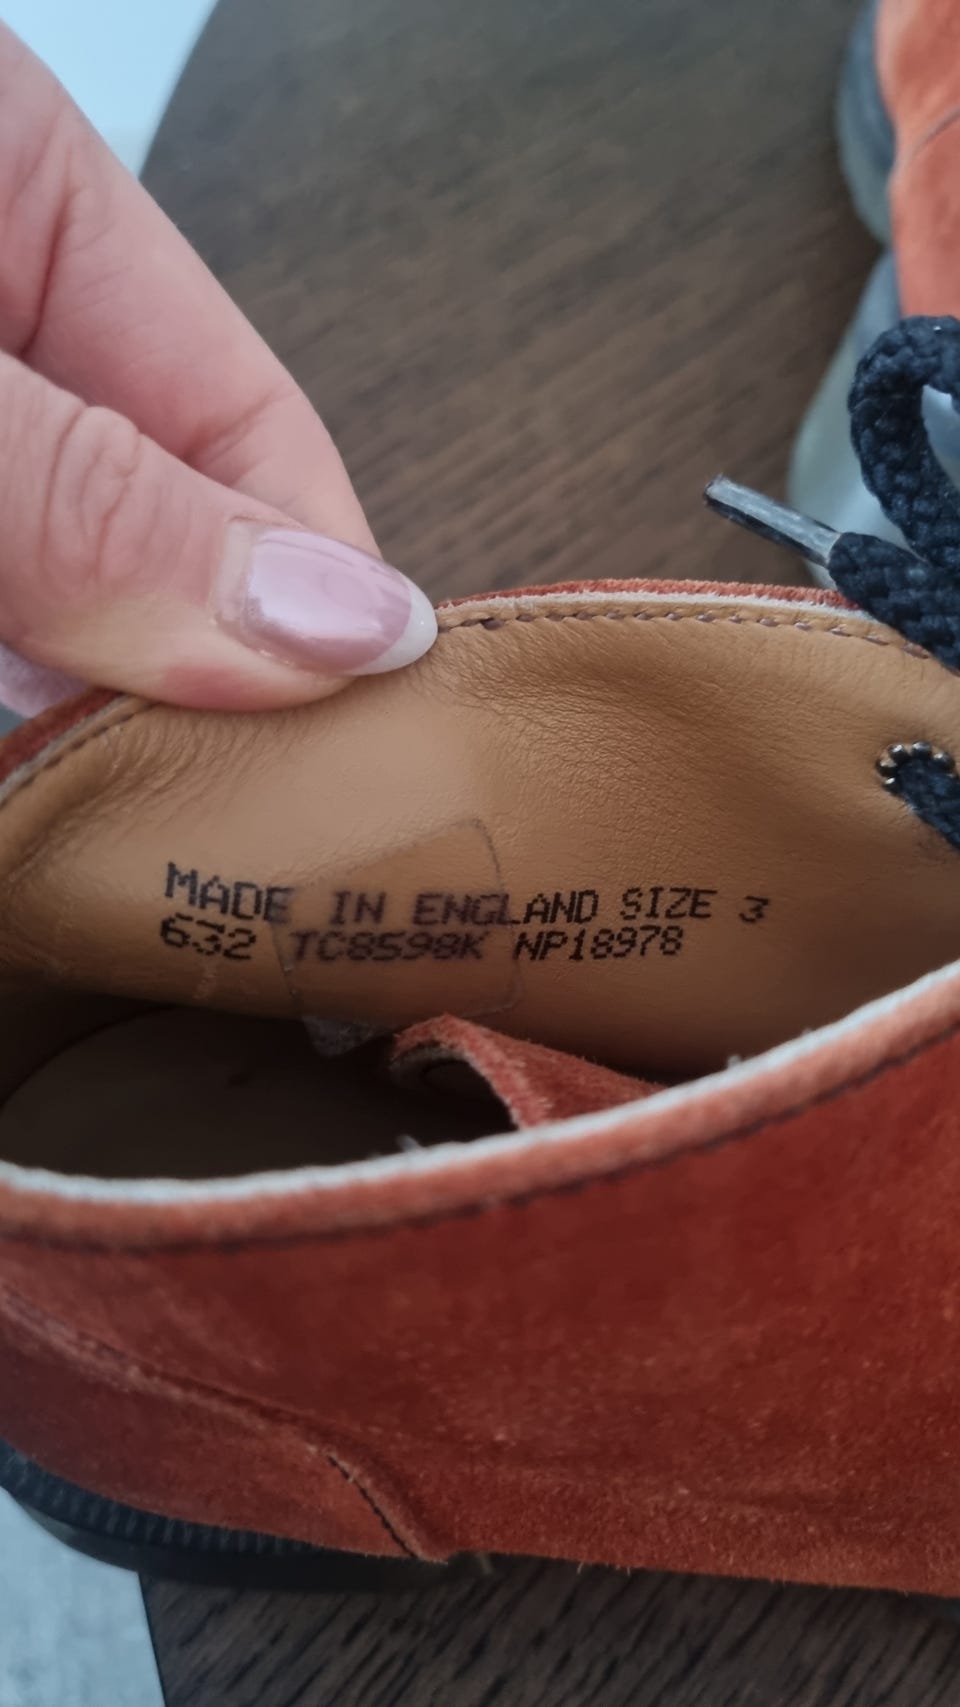 MADE IN ENGLAND SIZE 3
632 TC8598K NP18978